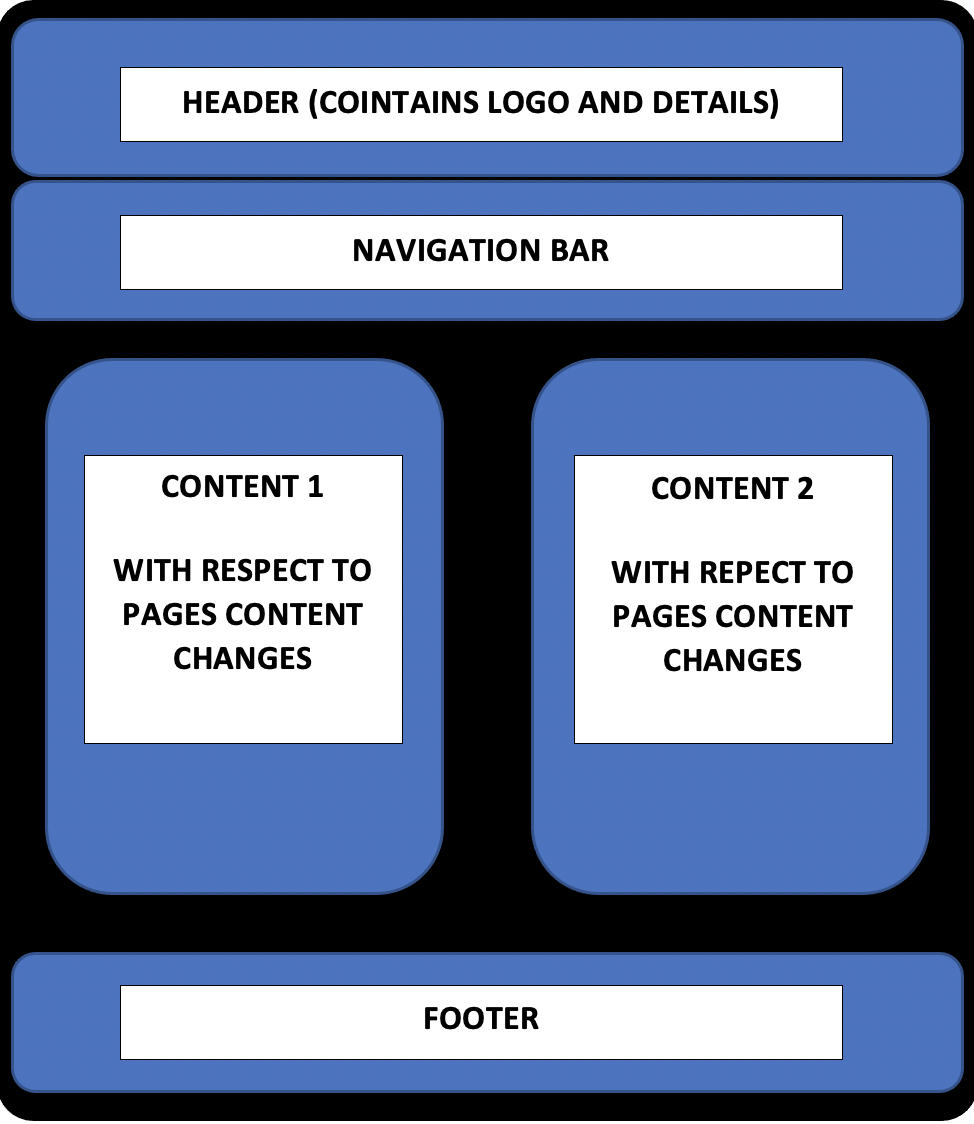 HEADER (COINTAINS LOGO AND DETAILS)
NAVIGATION BAR
CONTENT 1
WITH RESPECT TO
PAGES CONTENT
CHANGES
CONTENT 2
WITH REPECT TO
PAGES CONTENT
CHANGES
FOOTER